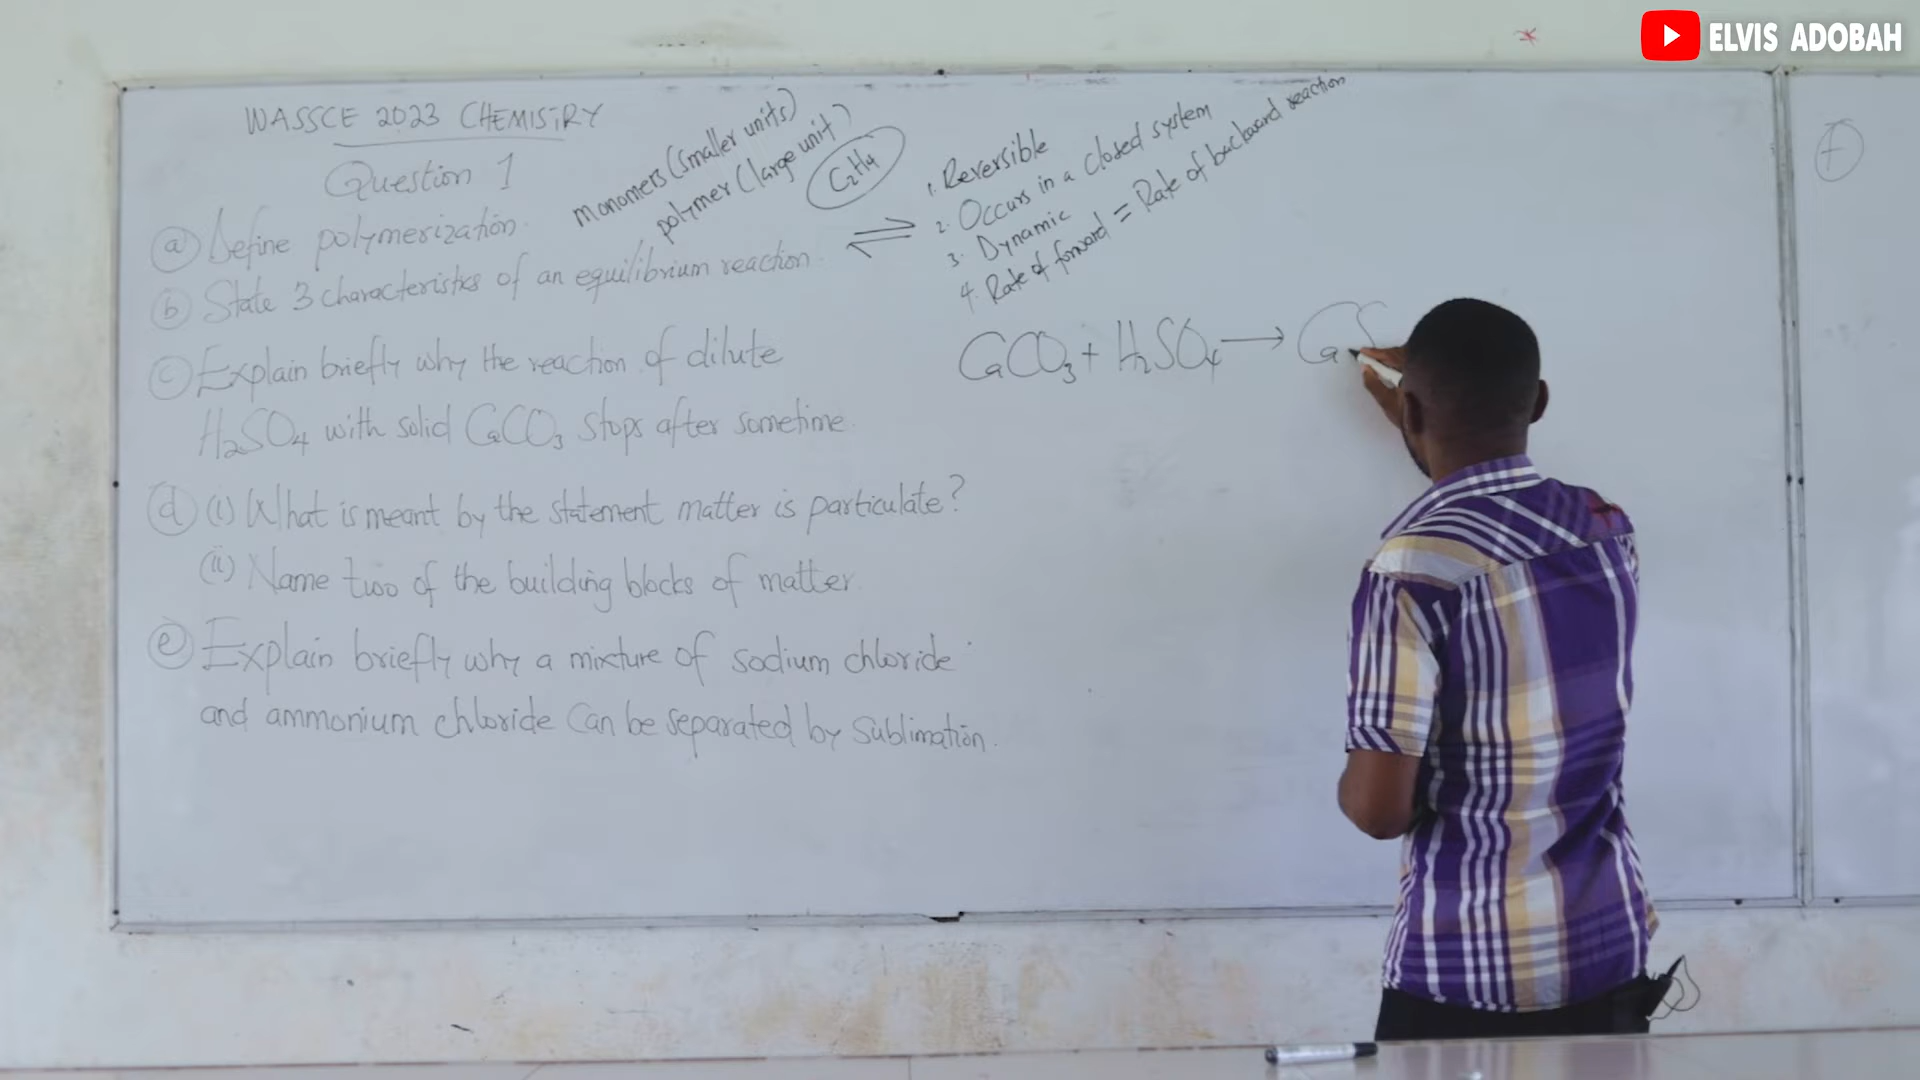 ELVIS ADOBAH
WASSCE 2023 CHEMISTRY
Question 1
(a) Define polymerization.
monomers (smaller units)
polymer (large unit)
C2H4
(b) State 3 characteristics of an equilibrium reaction.
⇌
1. Reversible
2. Occurs in a closed system
3. Dynamic
4. Rate of forward = Rate of backward reaction
(c) Explain briefly why the reaction of dilute
H₂SO₄ with solid CaCO₃ stops after sometime.
CaCO₃ + H₂SO₄ → CaS
(d) (i) What is meant by the statement matter is particulate?
(ii) Name two of the building blocks of matter.
(e) Explain briefly why a mixture of sodium chloride
and ammonium chloride can be separated by sublimation.
(f)